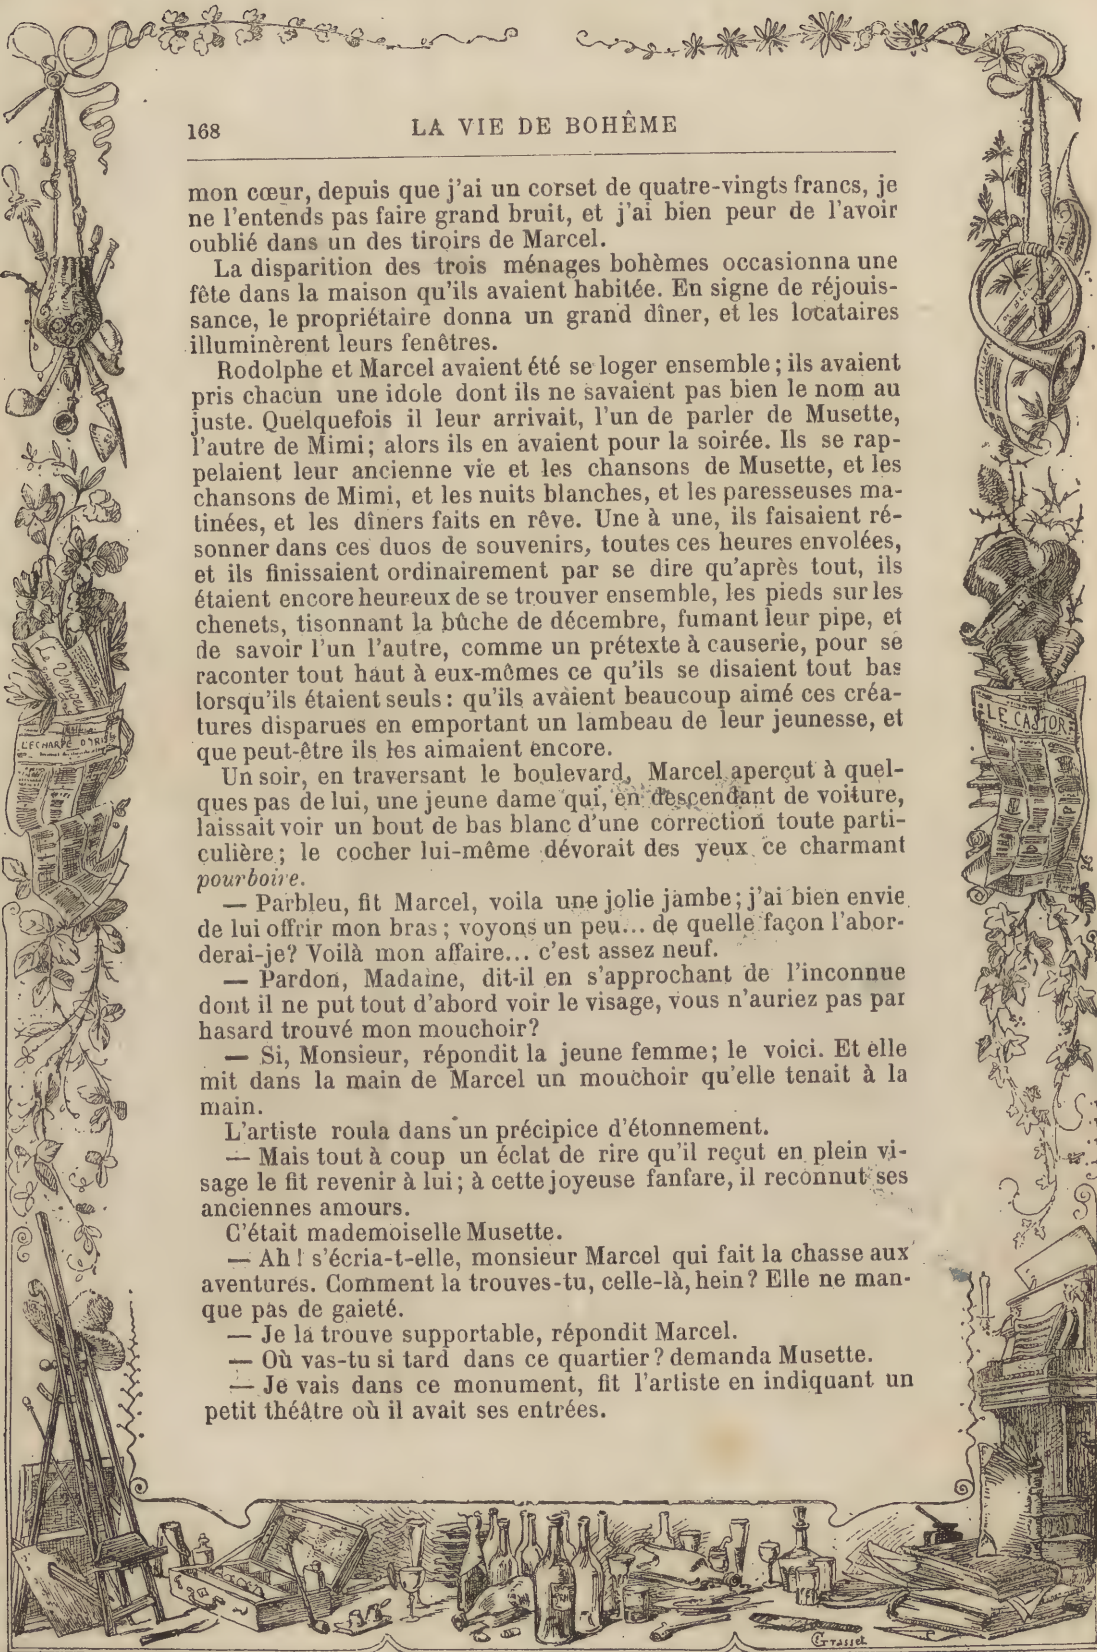 168
LA VIE DE BOHÊME
mon cœur, depuis que j'ai un corset de quatre-vingts francs, je
ne l'entends pas faire grand bruit, et j'ai bien peur de l'avoir
oublié dans un des tiroirs de Marcel.
La disparition des trois ménages bohèmes occasionna une
fête dans la maison qu'ils avaient habitée. En signe de réjouis-
sance, le propriétaire donna un grand dîner, et les locataires
illuminèrent leurs fenêtres.
Rodolphe et Marcel avaient été se loger ensemble ; ils avaient
pris chacun une idole dont ils ne savaient pas bien le nom au
juste. Quelquefois il leur arrivait, l'un de parler de Musette,
l'autre de Mimi ; alors ils en avaient pour la soirée. Ils se rap-
pelaient leur ancienne vie et les chansons de Musette, et les
chansons de Mimi, et les nuits blanches, et les paresseuses ma-
tinées, et les dîners faits en rêve. Une à une, ils faisaient ré-
sonner dans ces duos de souvenirs, toutes ces heures envolées,
et ils finissaient ordinairement par se dire qu'après tout, ils
étaient encore heureux de se trouver ensemble, les pieds sur les
chenets, tisonnant la bûche de décembre, fumant leur pipe, et
de savoir l'un l'autre, comme un prétexte à causerie, pour se
raconter tout haut à eux-mêmes ce qu'ils se disaient tout bas
lorsqu'ils étaient seuls : qu'ils avaient beaucoup aimé ces créa-
tures disparues en emportant un lambeau de leur jeunesse, et
que peut-être ils les aimaient encore.
Un soir, en traversant le boulevard, Marcel aperçut à quel-
ques pas de lui, une jeune dame qui, en descendant de voiture,
laissait voir un bout de bas blanc d'une correction toute parti-
culière ; le cocher lui-même dévorait des yeux ce charmant
pourboire.
— Parbleu, fit Marcel, voila une jolie jambe ; j'ai bien envie
de lui offrir mon bras ; voyons un peu... de quelle façon l'abor-
derai-je? Voilà mon affaire... c'est assez neuf.
— Pardon, Madame, dit-il en s'approchant de l'inconnue
dont il ne put tout d'abord voir le visage, vous n'auriez pas par
hasard trouvé mon mouchoir?
— Si, Monsieur, répondit la jeune femme ; le voici. Et elle
mit dans la main de Marcel un mouchoir qu'elle tenait à la
main.
L'artiste roula dans un précipice d'étonnement.
— Mais tout à coup un éclat de rire qu'il reçut en plein vi-
sage le fit revenir à lui ; à cette joyeuse fanfare, il reconnut ses
anciennes amours.
C'était mademoiselle Musette.
— Ah ! s'écria-t-elle, monsieur Marcel qui fait la chasse aux
aventures. Comment la trouves-tu, celle-là, hein? Elle ne man-
que pas de gaieté.
— Je la trouve supportable, répondit Marcel.
— Où vas-tu si tard dans ce quartier? demanda Musette.
— Je vais dans ce monument, fit l'artiste en indiquant un
petit théâtre où il avait ses entrées.
L'ÉCHARPE D'IRIS
LE CASTOR
Grasset